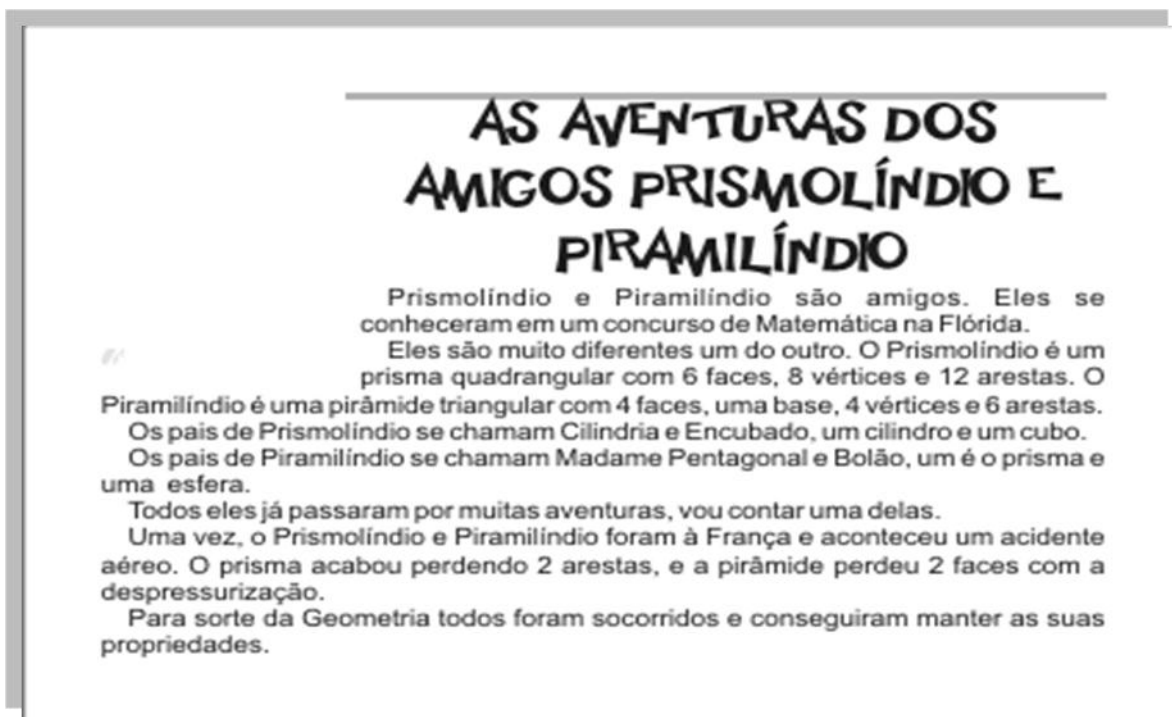 AS AVENTURAS DOS
AMIGOS PRISMOLÍNDIO E
PIRAMILÍNDIO
Prismolíndio e Piramilíndio são amigos. Eles se
conheceram em um concurso de Matemática na Flórida.
Eles são muito diferentes um do outro. O Prismolíndio é um
prisma quadrangular com 6 faces, 8 vértices e 12 arestas. O
Piramilíndio é uma pirâmide triangular com 4 faces, uma base, 4 vértices e 6 arestas.
Os pais de Prismolíndio se chamam Cilindria e Encubado, um cilindro e um cubo.
Os pais de Piramilíndio se chamam Madame Pentagonal e Bolão, um é o prisma e
uma esfera.
Todos eles já passaram por muitas aventuras, vou contar uma delas.
Uma vez, o Prismolíndio e Piramilíndio foram à França e aconteceu um acidente
aéreo. O prisma acabou perdendo 2 arestas, e a pirâmide perdeu 2 faces com a
despressurização.
Para sorte da Geometria todos foram socorridos e conseguiram manter as suas
propriedades.